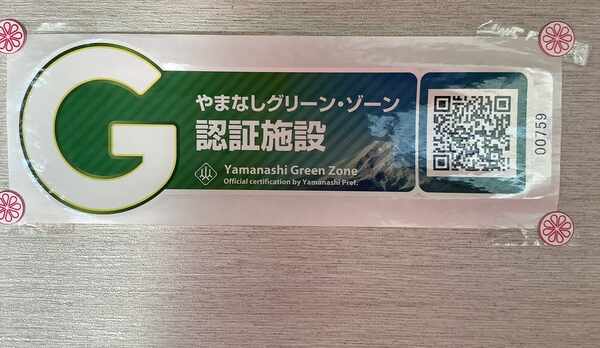 G
やまなしグリーン・ゾーン
認証施設
Yamanashi Green Zone
Official certification by Yamanashi Pref.
00759